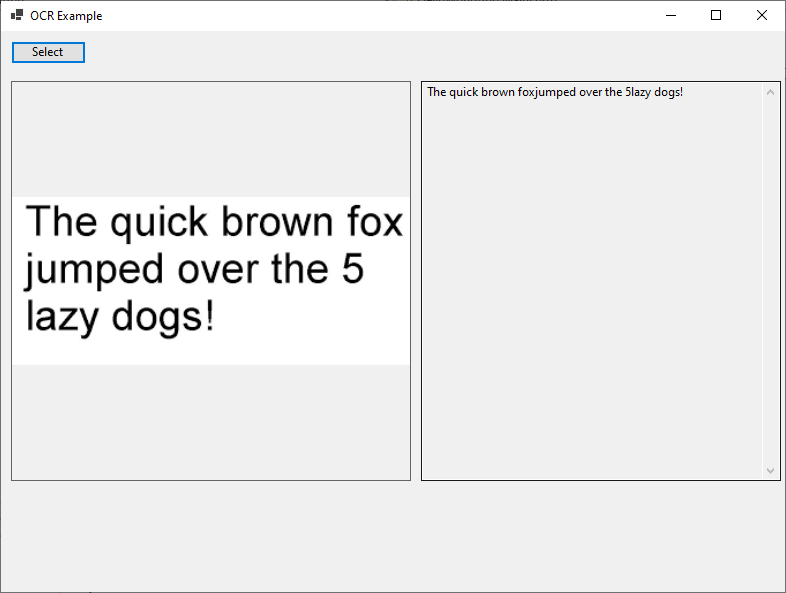 OCR Example
Select
The quick brown fox
jumped over the 5
lazy dogs!
The quick brown foxjumped over the 5lazy dogs!